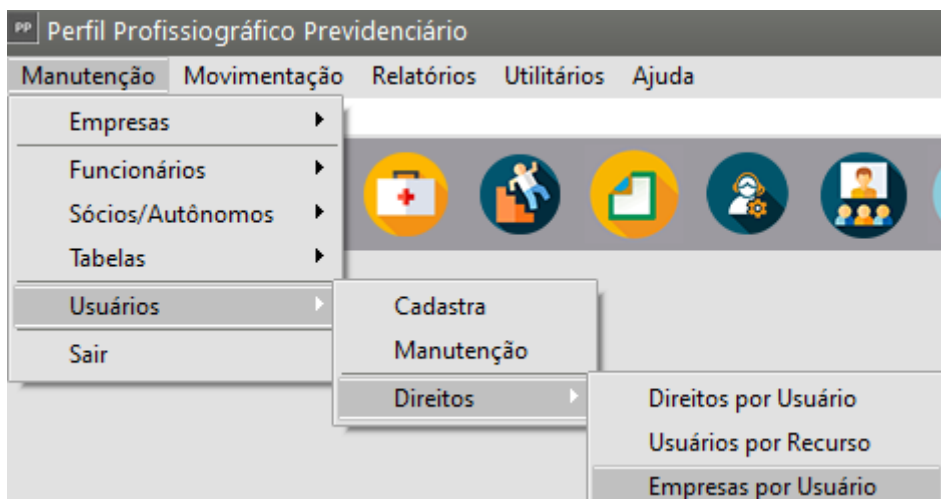 PP Perfil Profissiográfico Previdenciário
Manutenção Movimentação Relatórios Utilitários Ajuda
Empresas
Funcionários
Sócios/Autônomos
Tabelas
Usuários
Sair
Cadastra
Manutenção
Direitos
Direitos por Usuário
Usuários por Recurso
Empresas por Usuário